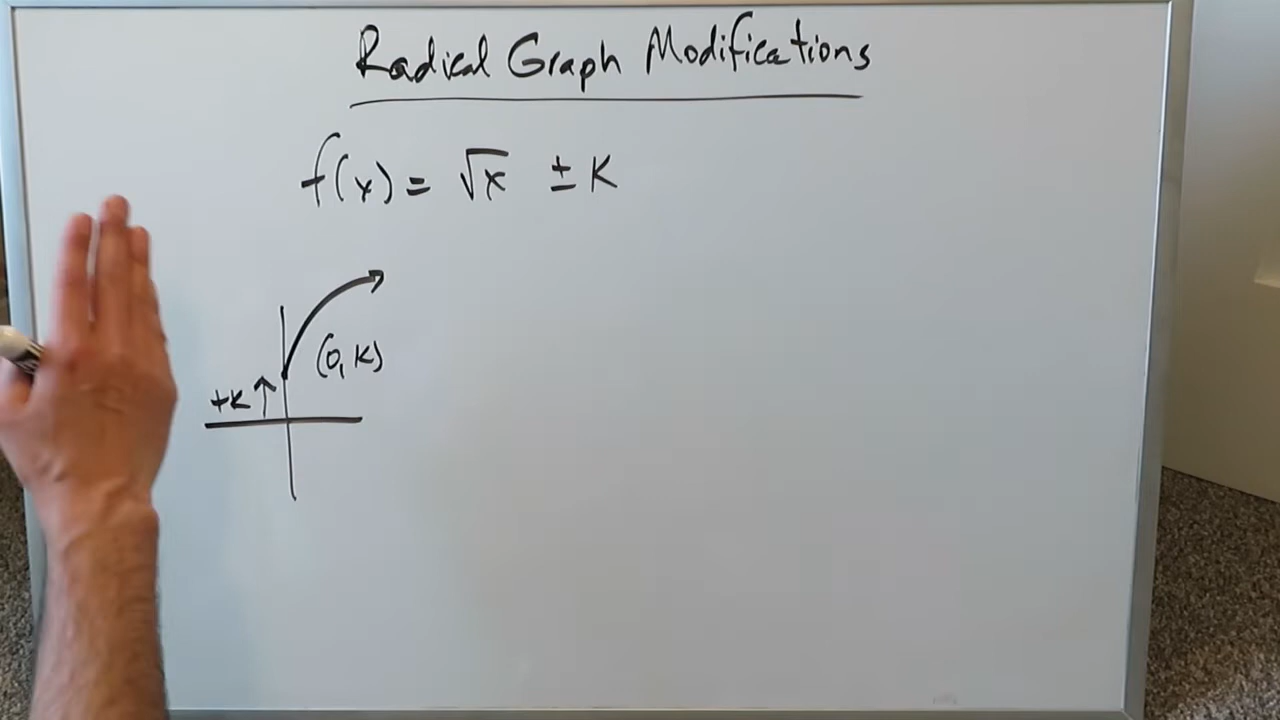 Radical Graph Modifications
f(x) = √x ± K
(0, K)
+K ↑